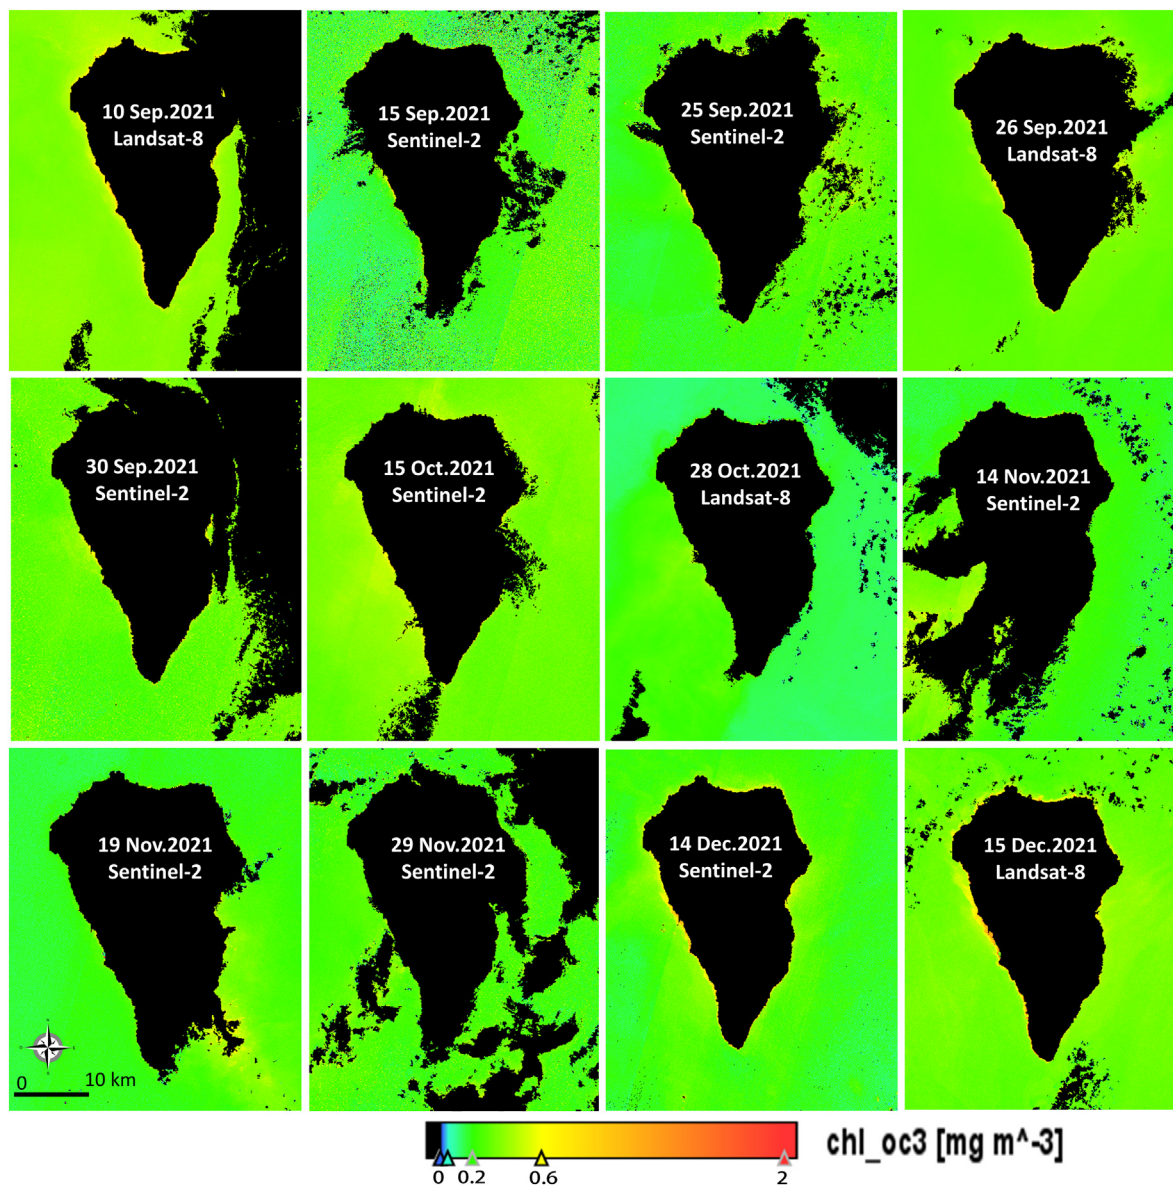 10 Sep.2021
Landsat-8
15 Sep.2021
Sentinel-2
25 Sep.2021
Sentinel-2
26 Sep.2021
Landsat-8
30 Sep.2021
Sentinel-2
15 Oct.2021
Sentinel-2
28 Oct.2021
Landsat-8
14 Nov.2021
Sentinel-2
19 Nov.2021
Sentinel-2
29 Nov.2021
Sentinel-2
14 Dec.2021
Sentinel-2
15 Dec.2021
Landsat-8
0 10 km
chl_oc3 [mg m^-3]
0 0.2 0.6 2